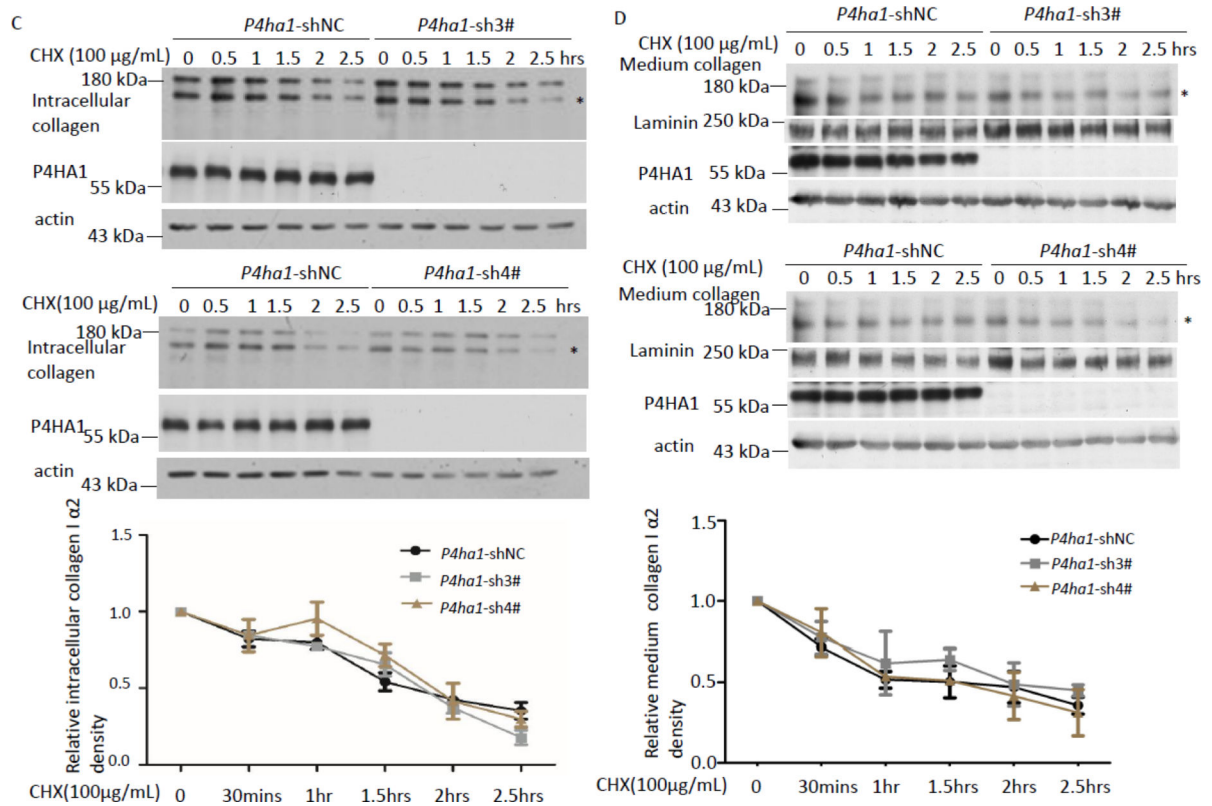 C
P4ha1-shNC P4ha1-sh3#
CHX (100 µg/mL) 0 0.5 1 1.5 2 2.5 0 0.5 1 1.5 2 2.5 hrs
180 kDa
Intracellular
collagen
*
P4HA1
55 kDa
actin
43 kDa
P4ha1-shNC P4ha1-sh4#
CHX(100 µg/mL) 0 0.5 1 1.5 2 2.5 0 0.5 1 1.5 2 2.5 hrs
180 kDa
Intracellular
collagen
*
P4HA1
55 kDa
actin
43 kDa
Relative intracellular collagen I α2
density
1.5
1.0
0.5
0.0
P4ha1-shNC
P4ha1-sh3#
P4ha1-sh4#
CHX(100µg/mL) 0 30mins 1hr 1.5hrs 2hrs 2.5hrs
D
P4ha1-shNC P4ha1-sh3#
CHX (100 µg/mL) 0 0.5 1 1.5 2 2.5 0 0.5 1 1.5 2 2.5 hrs
Medium collagen
180 kDa
*
Laminin 250 kDa
P4HA1
55 kDa
actin 43 kDa
P4ha1-shNC P4ha1-sh4#
CHX (100 µg/mL) 0 0.5 1 1.5 2 2.5 0 0.5 1 1.5 2 2.5 hrs
Medium collagen
180 kDa
*
Laminin 250 kDa
P4HA1 55 kDa
actin 43 kDa
Relative medium collagen I α2
density
1.5
1.0
0.5
0.0
P4ha1-shNC
P4ha1-sh3#
P4ha1-sh4#
CHX(100µg/mL) 0 30mins 1hr 1.5hrs 2hrs 2.5hrs